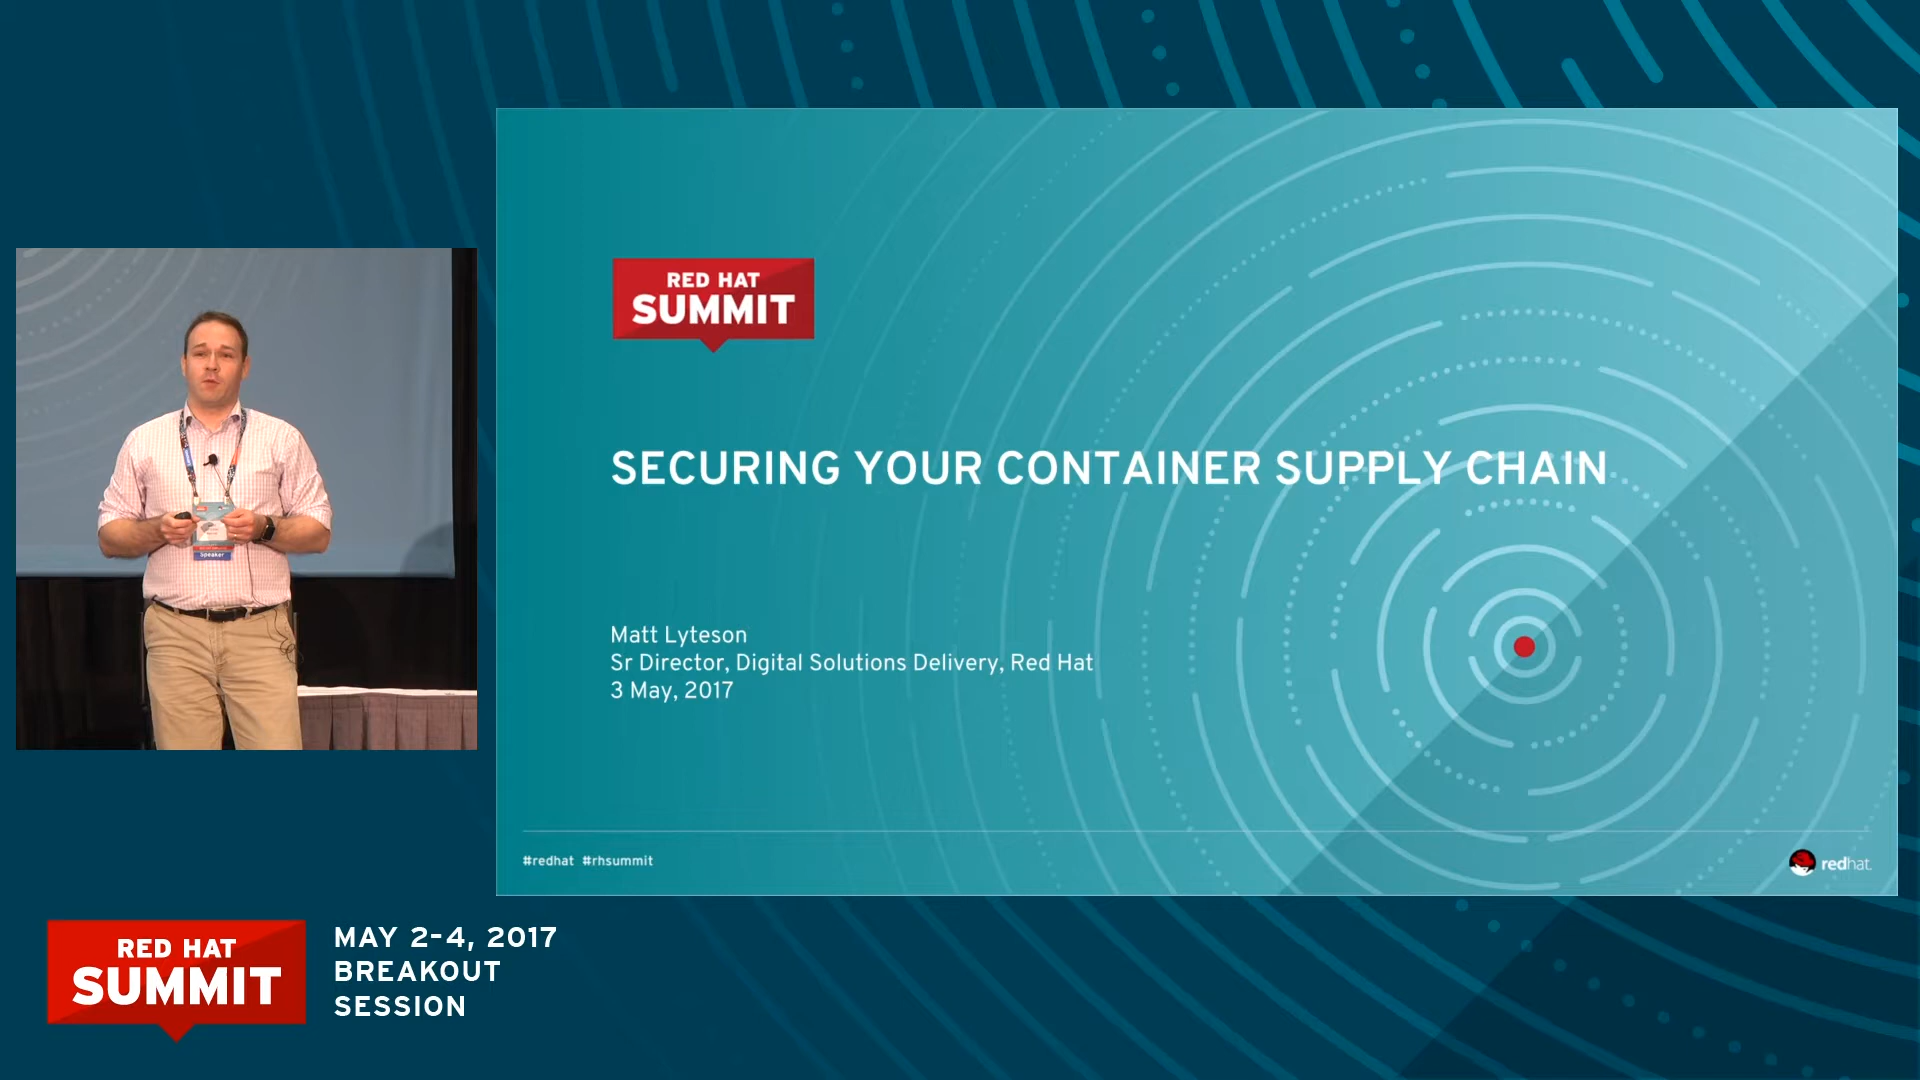 RED HAT
SUMMIT
SECURING YOUR CONTAINER SUPPLY CHAIN
Matt Lyteson
Sr Director, Digital Solutions Delivery, Red Hat
3 May, 2017
#redhat #rhsummit
redhat.
Speaker
RED HAT
SUMMIT
MAY 2-4, 2017
BREAKOUT
SESSION